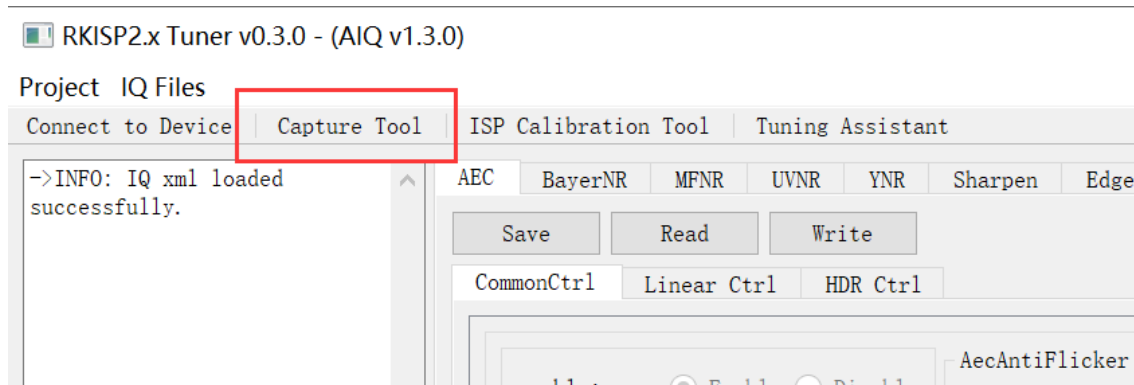 RKISP2.x Tuner v0.3.0 - (AIQ v1.3.0)
Project IQ Files
Connect to Device Capture Tool ISP Calibration Tool Tuning Assistant
->INFO: IQ xml loaded
successfully.
AEC BayerNR MFNR UVNR YNR Sharpen Edge
Save Read Write
CommonCtrl Linear Ctrl HDR Ctrl
AecAntiFlicker